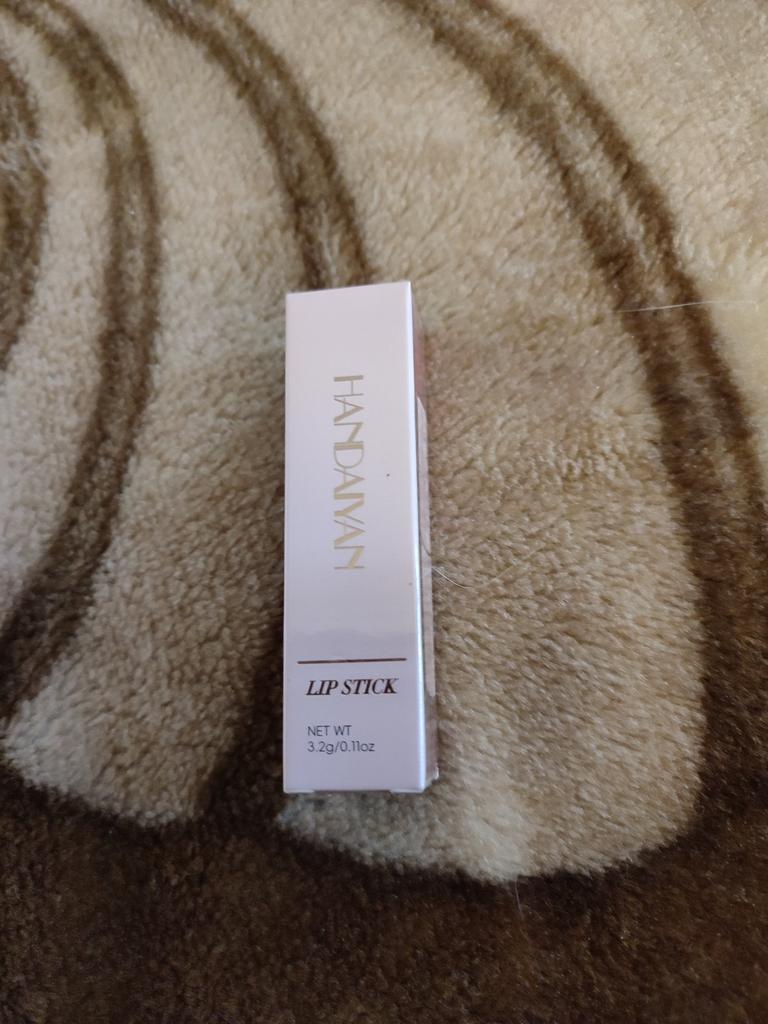 HANDAIYAN
LIP STICK
NET WT
3.2g/0.11oz